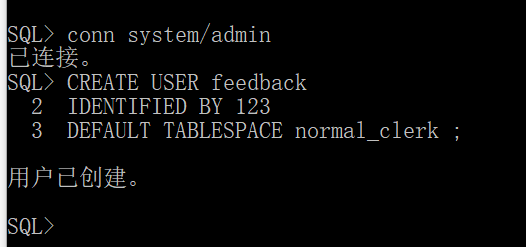 SQL> conn system/admin
已连接。
SQL> CREATE USER feedback
  2  IDENTIFIED BY 123
  3  DEFAULT TABLESPACE normal_clerk ;
用户已创建。
SQL>